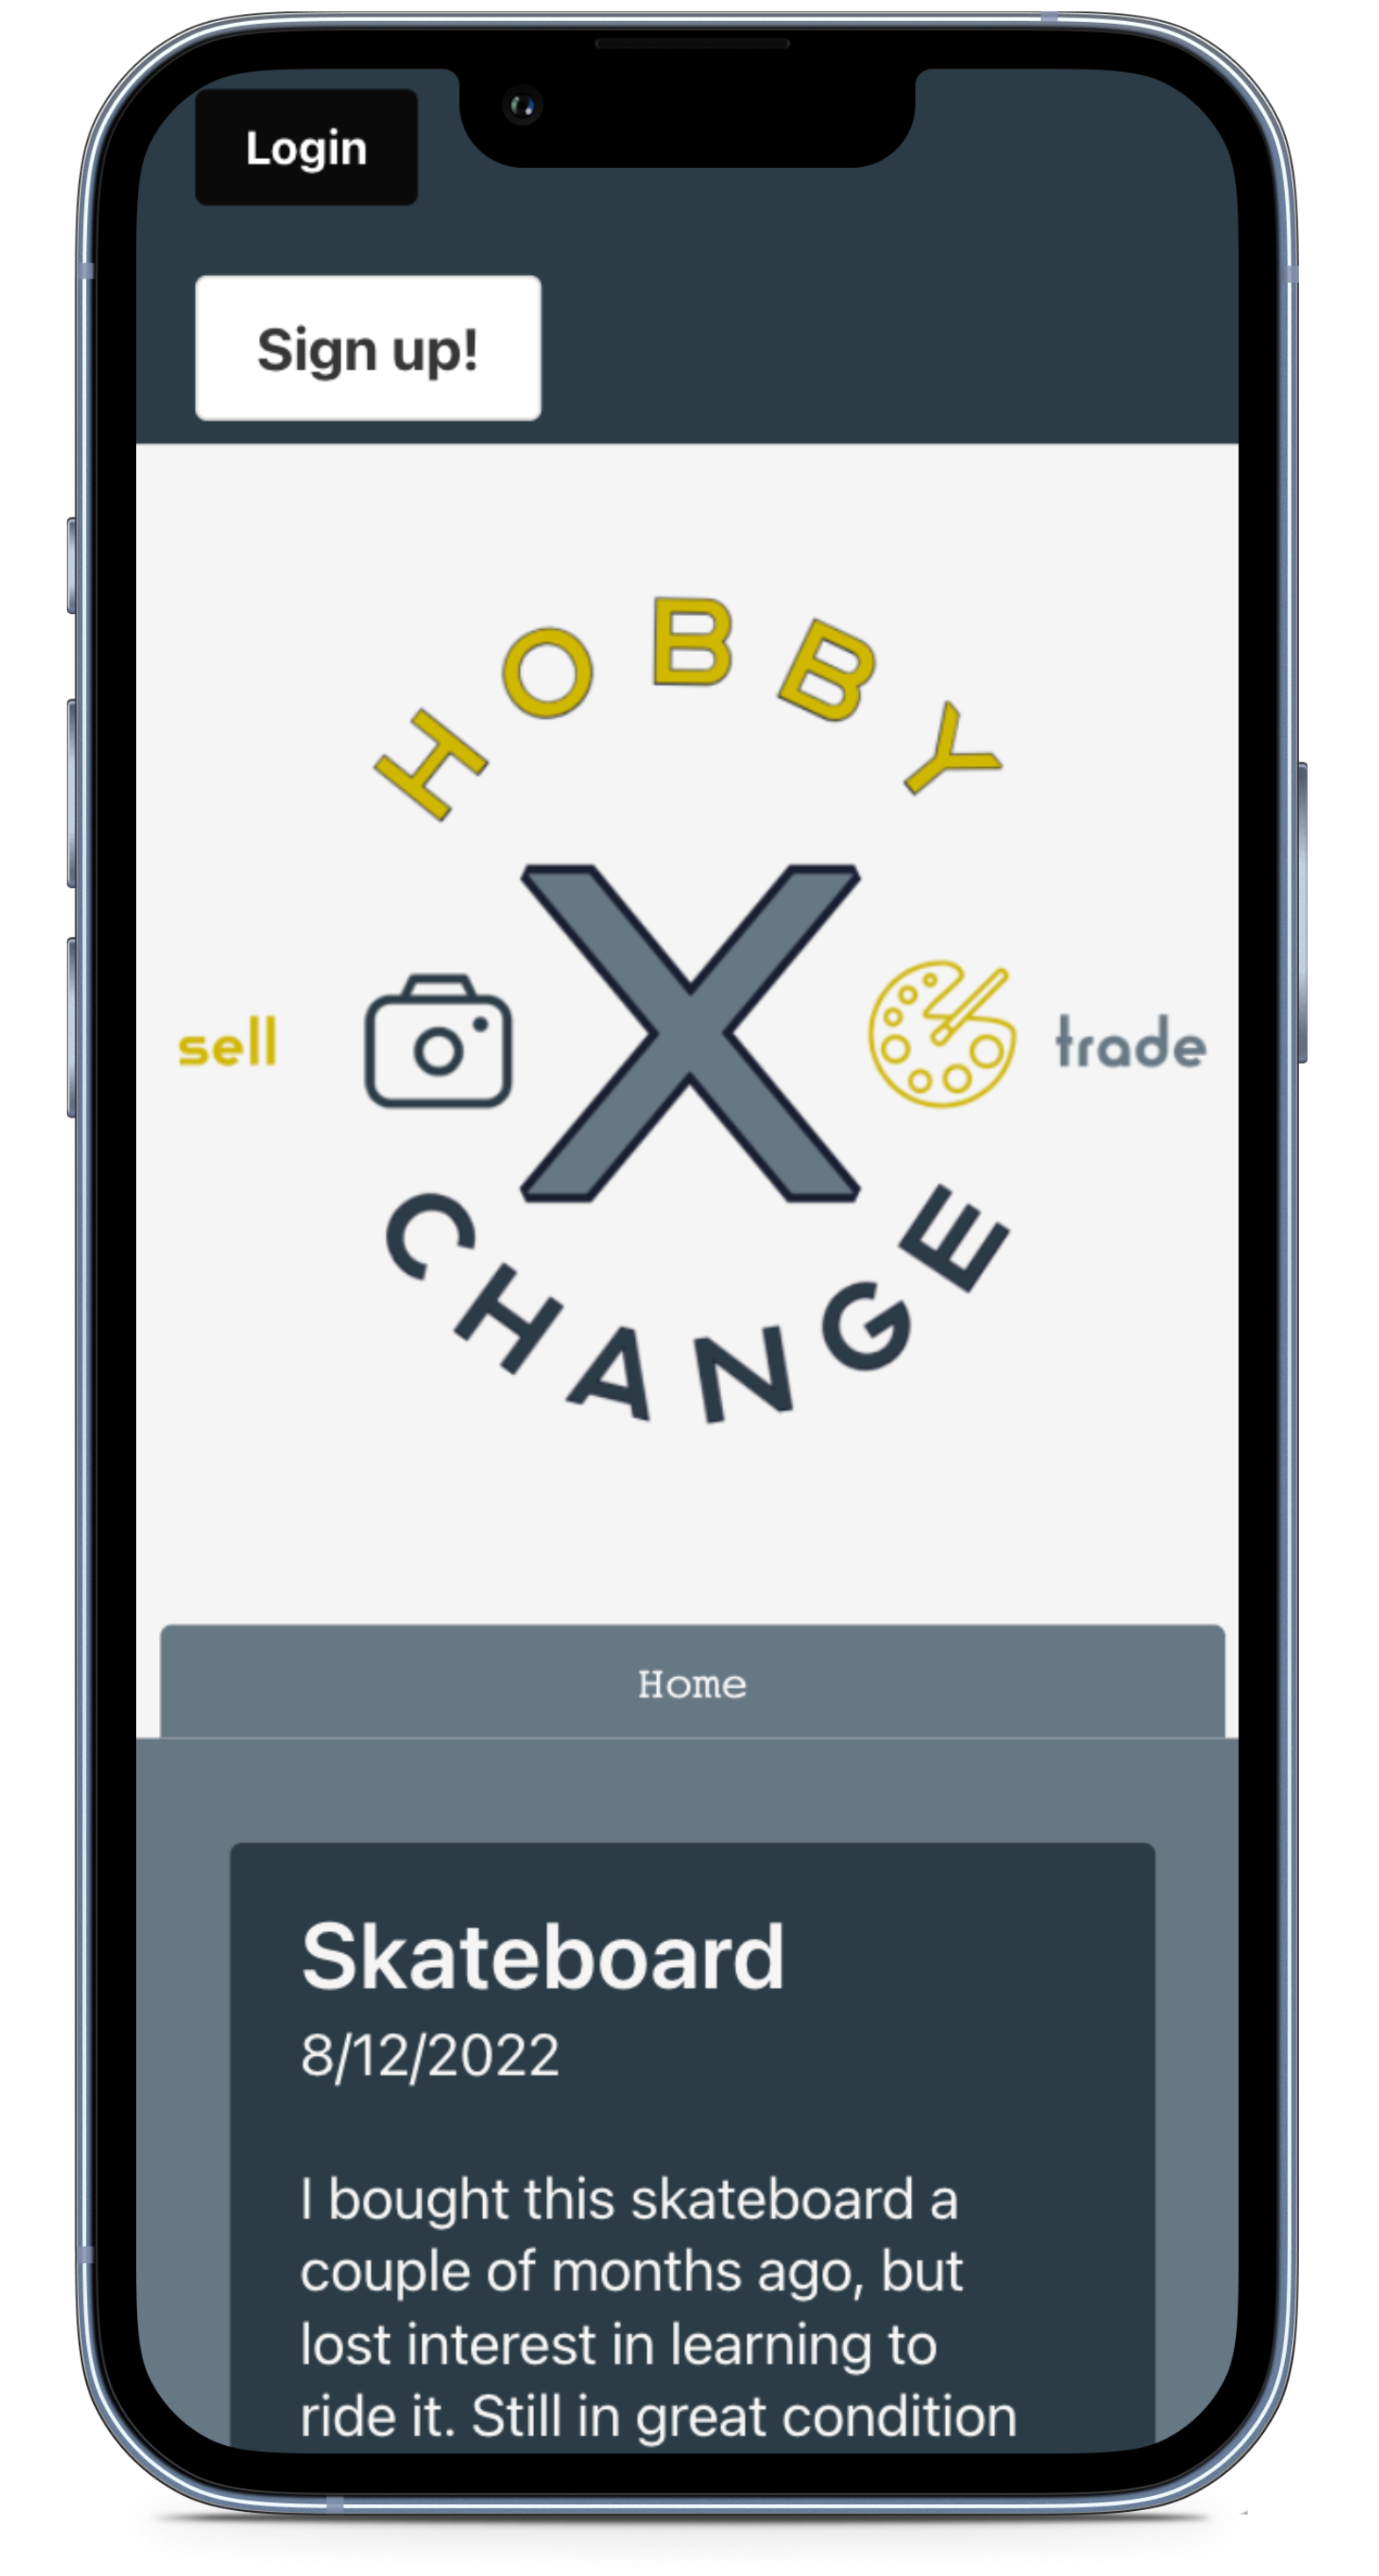 Login
Sign up!
HOBBY
sell X trade
CHANGE
Home
Skateboard
8/12/2022
I bought this skateboard a
couple of months ago, but
lost interest in learning to
ride it. Still in great condition